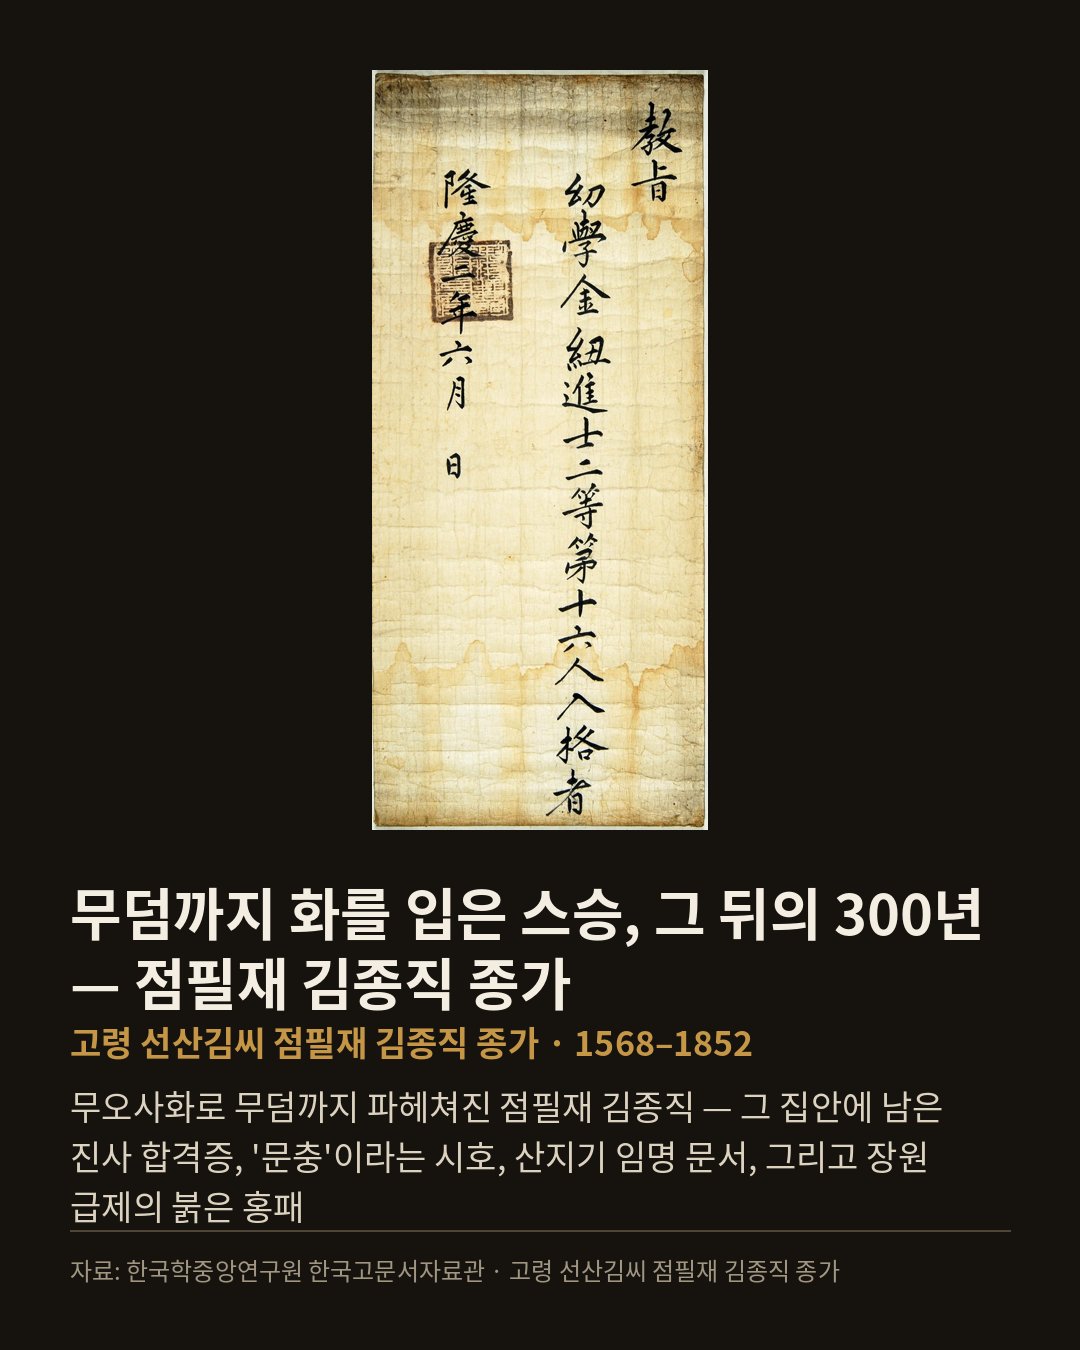 教旨
幼學金紐進士二等第十六人入格者
隆慶二年六月 日
무덤까지 화를 입은 스승, 그 뒤의 300년
— 점필재 김종직 종가
고령 선산김씨 점필재 김종직 종가 · 1568–1852
무오사화로 무덤까지 파헤쳐진 점필재 김종직 — 그 집안에 남은
진사 합격증, '문충'이라는 시호, 산지기 임명 문서, 그리고 장원
급제의 붉은 홍패
자료: 한국학중앙연구원 한국고문서자료관 · 고령 선산김씨 점필재 김종직 종가